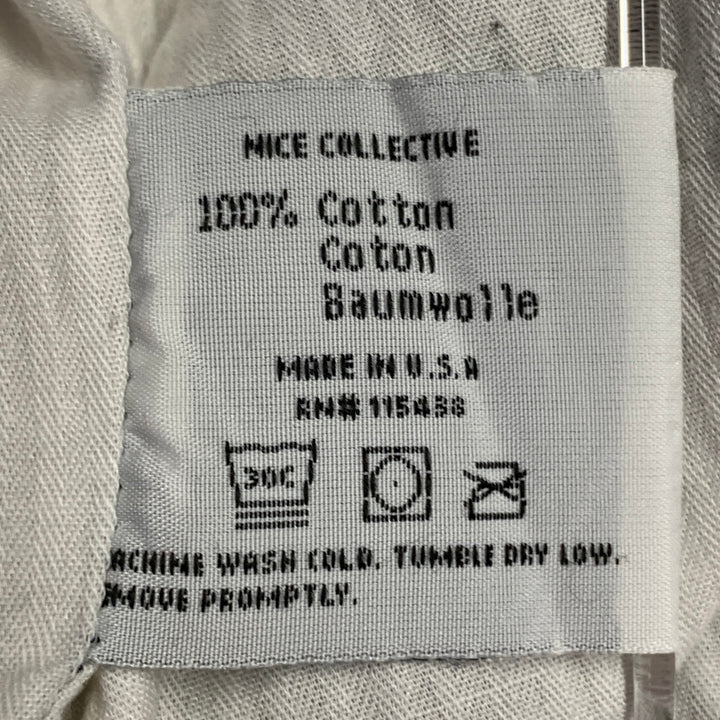 NICE COLLECTIVE
100% Cotton
Coton
Baumwolle
MADE IN U.S.A
RN# 115438
30C
MACHINE WASH COLD. TUMBLE DRY LOW.
REMOVE PROMPTLY.